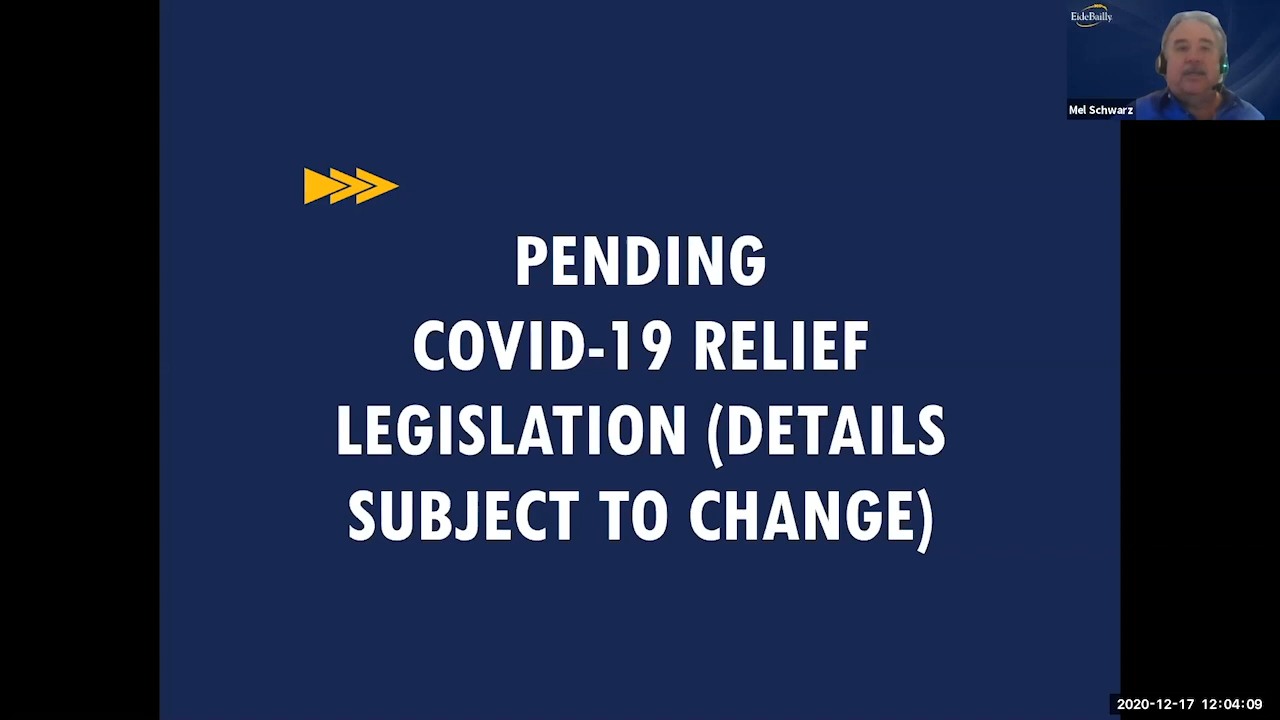 EideBailly
Mel Schwarz
PENDING
COVID-19 RELIEF
LEGISLATION (DETAILS
SUBJECT TO CHANGE)
2020-12-17 12:04:09